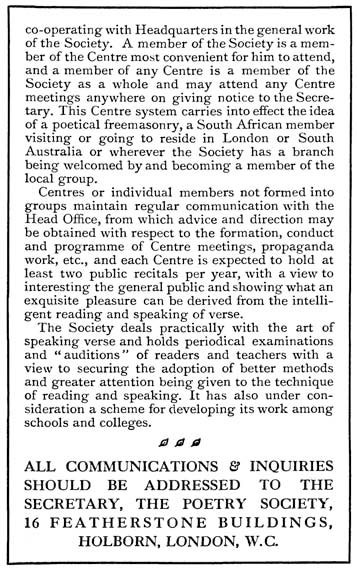 co-operating with Headquarters in the general work
of the Society. A member of the Society is a mem-
ber of the Centre most convenient for him to attend,
and a member of any Centre is a member of the
Society as a whole and may attend any Centre
meetings anywhere on giving notice to the Secre-
tary. This Centre system carries into effect the idea
of a poetical freemasonry, a South African member
visiting or going to reside in London or South
Australia or wherever the Society has a branch
being welcomed by and becoming a member of the
local group.
Centres or individual members not formed into
groups maintain regular communication with the
Head Office, from which advice and direction may
be obtained with respect to the formation, conduct
and programme of Centre meetings, propaganda
work, etc., and each Centre is expected to hold at
least two public recitals per year, with a view to
interesting the general public and showing what an
exquisite pleasure can be derived from the intelli-
gent reading and speaking of verse.
The Society deals practically with the art of
speaking verse and holds periodical examinations
and "auditions" of readers and teachers with a
view to securing the adoption of better methods
and greater attention being given to the technique
of reading and speaking. It has also under con-
sideration a scheme for developing its work among
schools and colleges.
ALL COMMUNICATIONS & INQUIRIES
SHOULD BE ADDRESSED TO THE
SECRETARY, THE POETRY SOCIETY,
16 FEATHERSTONE BUILDINGS,
HOLBORN, LONDON, W.C.